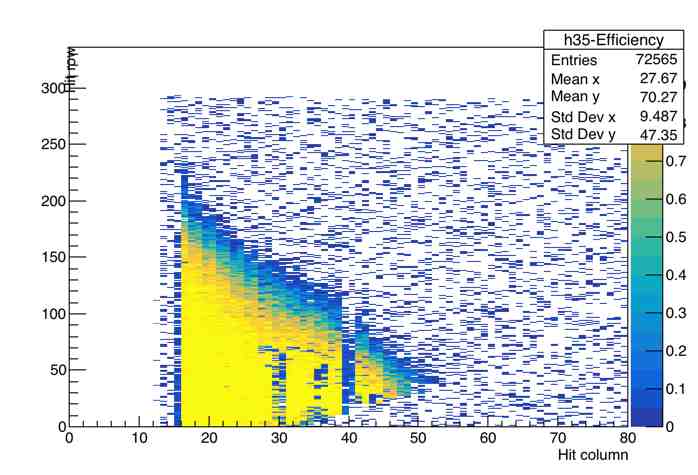 h35-Efficiency
Entries 72565
Mean x 27.67
Mean y 70.27
Std Dev x 9.487
Std Dev y 47.35
Hit row
300
250
200
150
100
50
0
0.7
0.6
0.5
0.4
0.3
0.2
0.1
0
0 10 20 30 40 50 60 70 80
Hit column